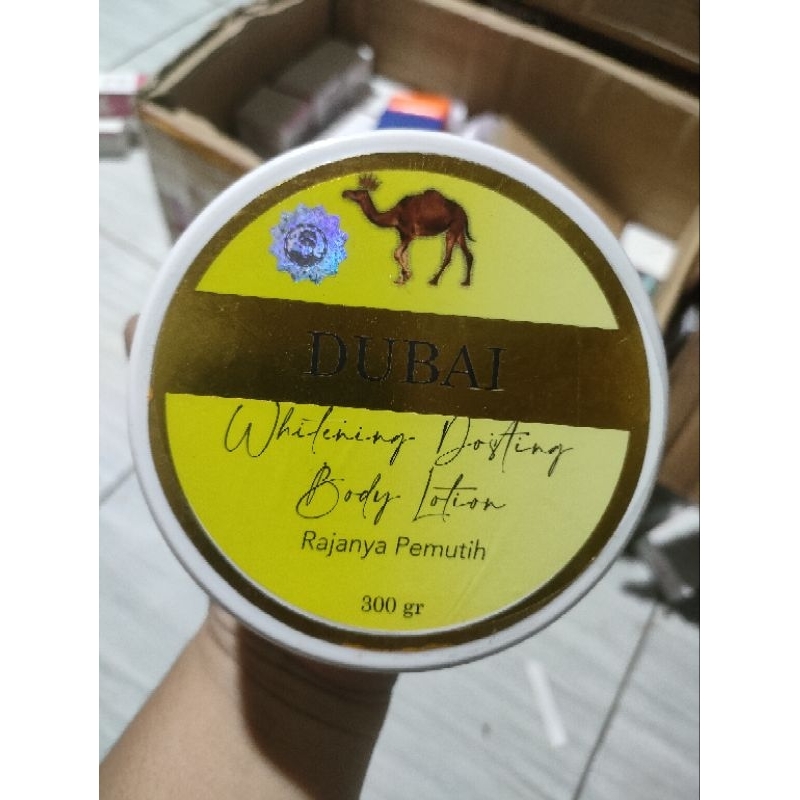 DUBAI
Whitening Dosting
Body Lotion
Rajanya Pemutih
300 gr